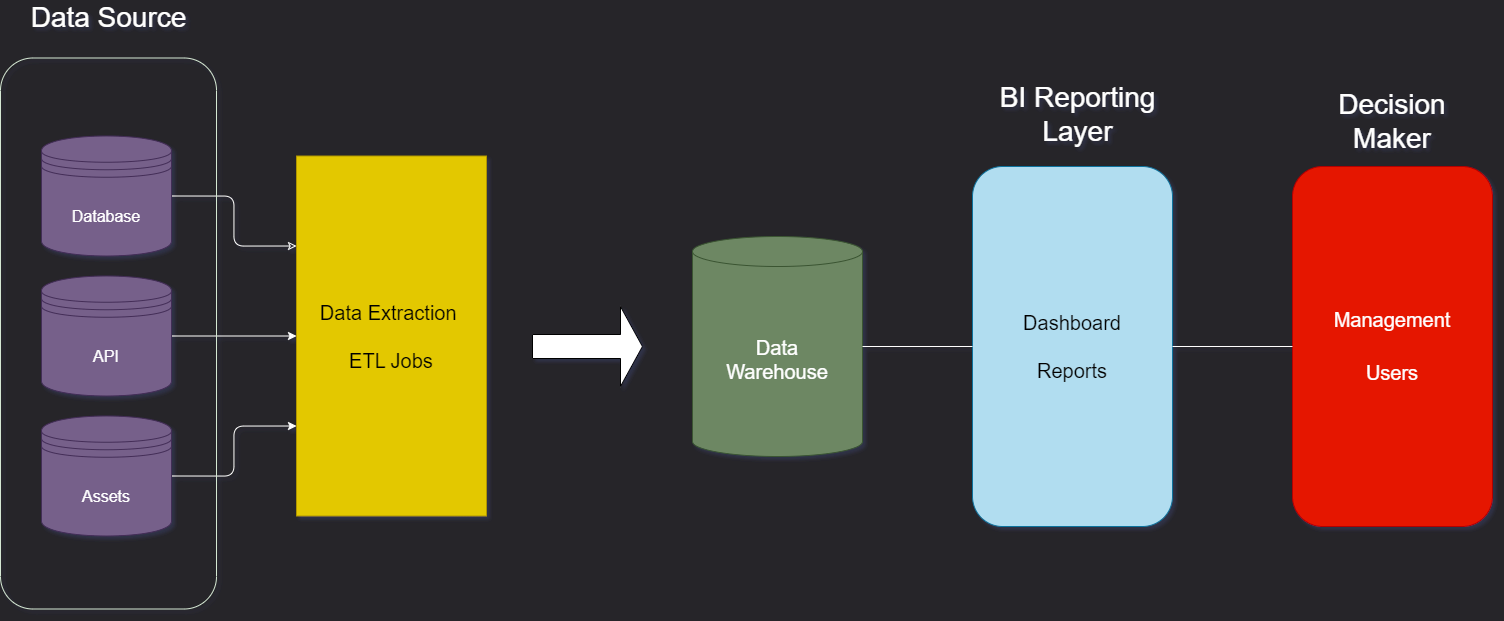 Data Source
Database
API
Assets
Data Extraction
ETL Jobs
Data
Warehouse
BI Reporting
Layer
Dashboard
Reports
Decision
Maker
Management
Users